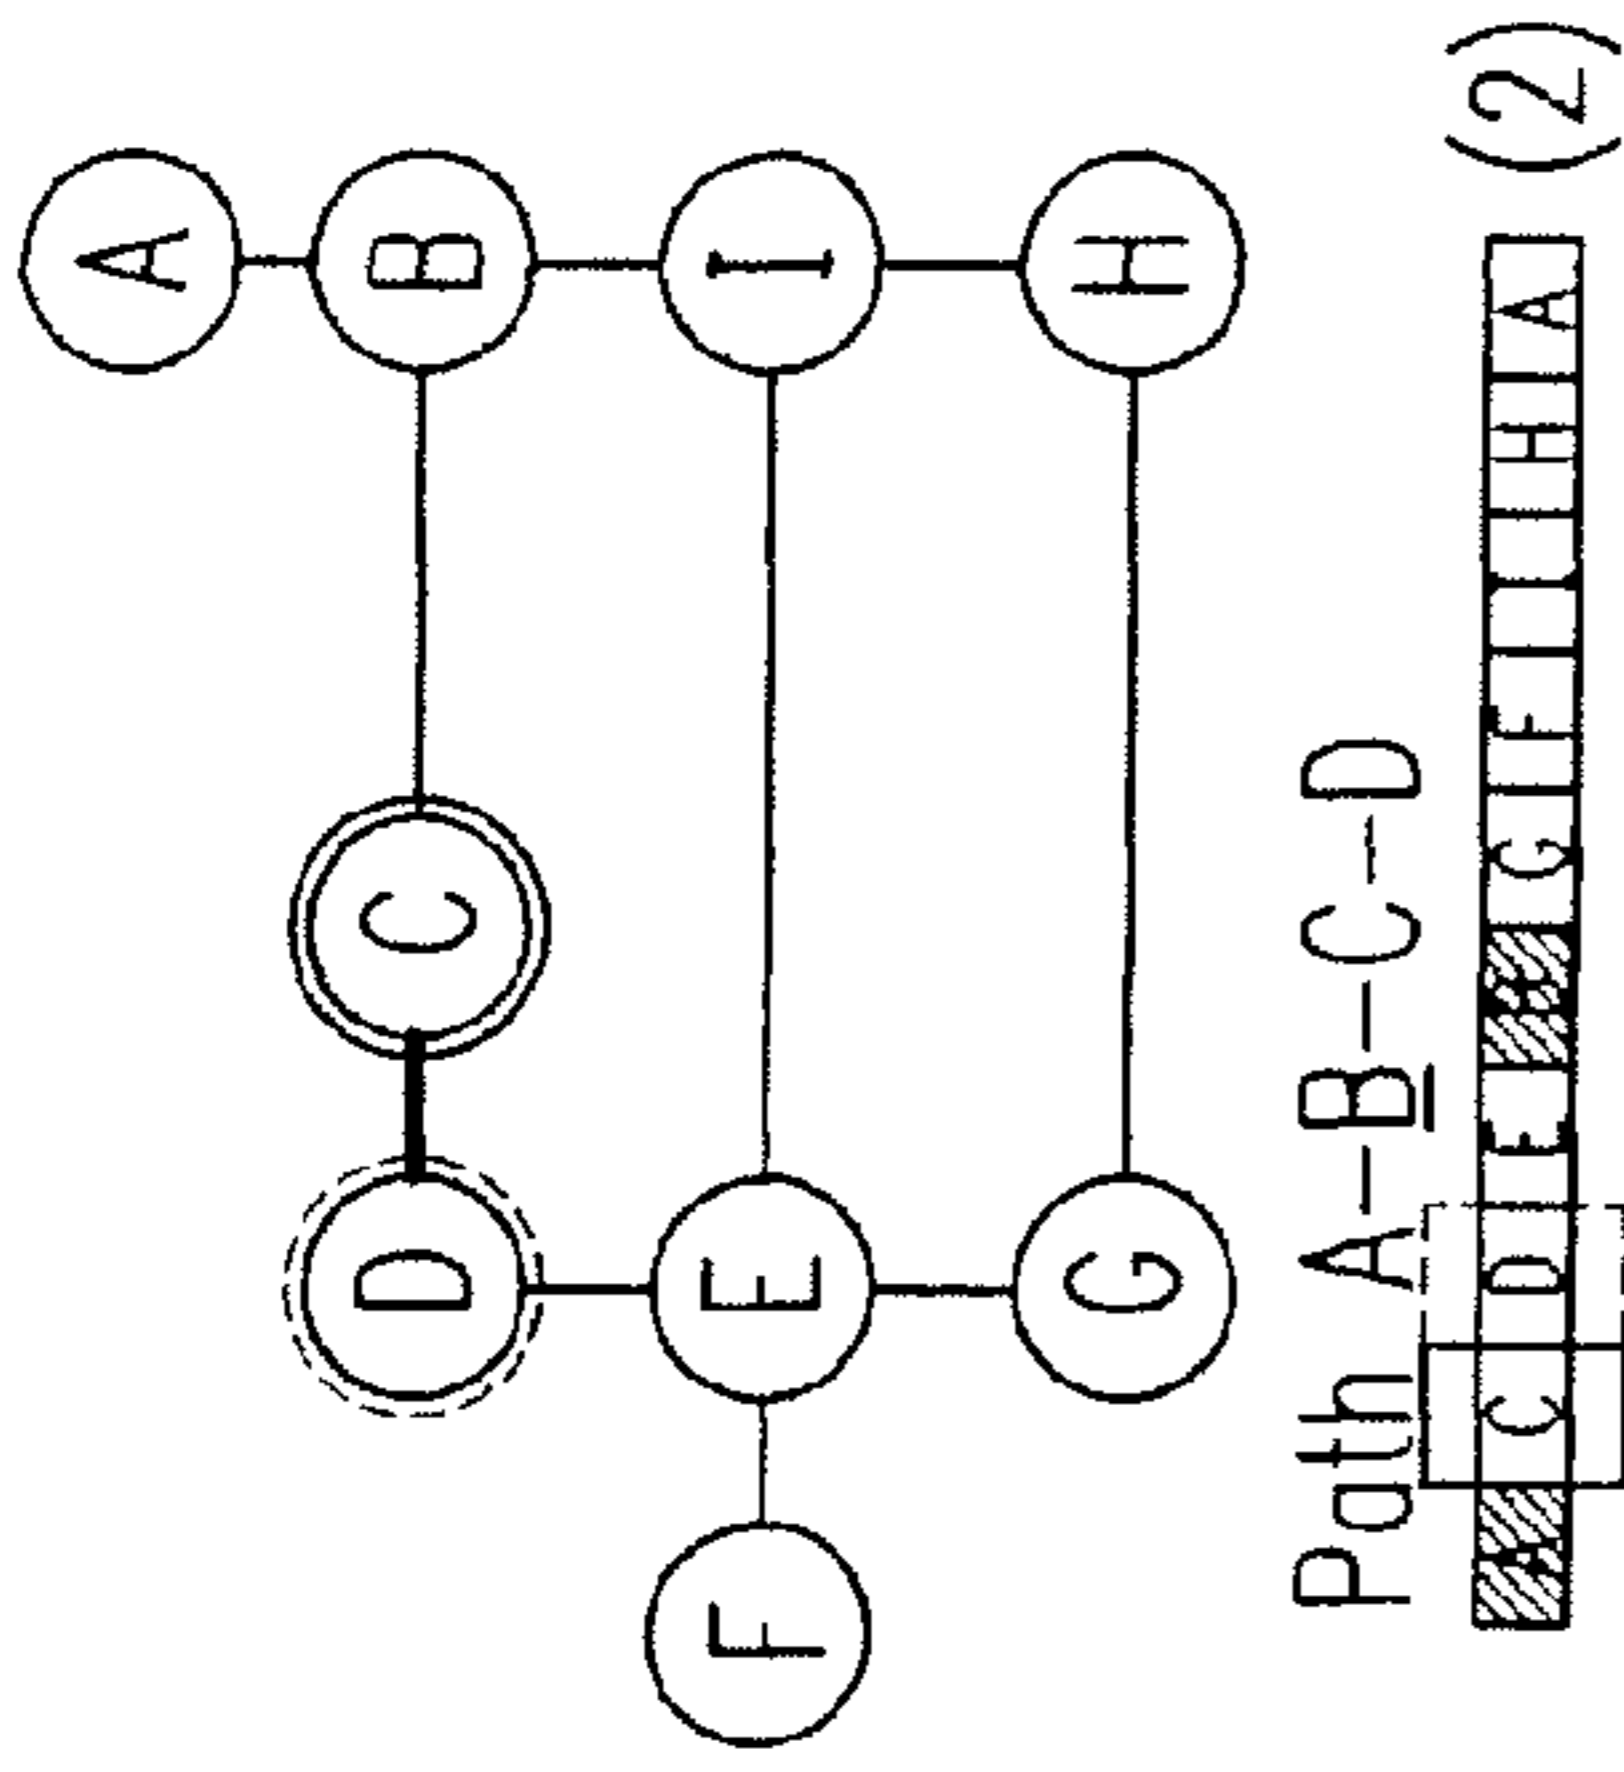 A
D C B
F E I
G H
Path A-B-C-D
C D E G F I H A (2)